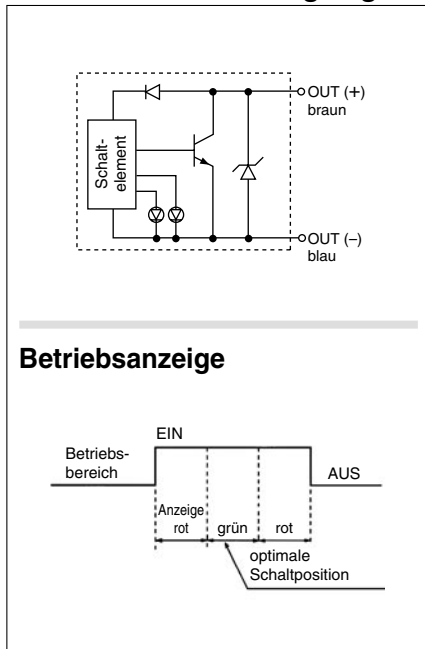 OUT (+)
braun
Schalt-
element
OUT (–)
blau
Betriebsanzeige
EIN
Betriebs-
bereich
AUS
Anzeige
rot
grün
rot
optimale
Schaltposition